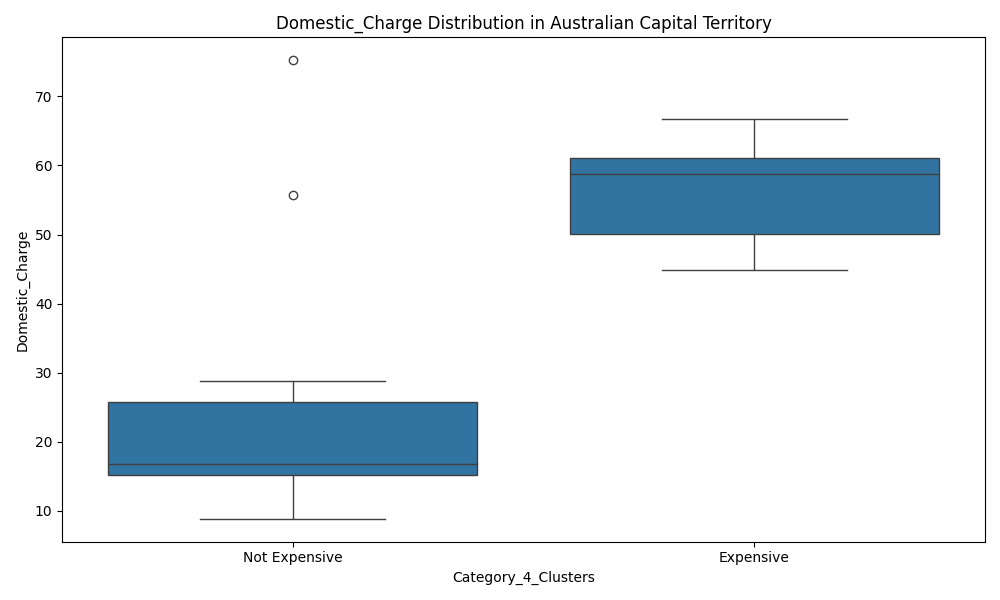 Domestic_Charge Distribution in Australian Capital Territory
Domestic_Charge
70
60
50
40
30
20
10
Not Expensive
Expensive
Category_4_Clusters